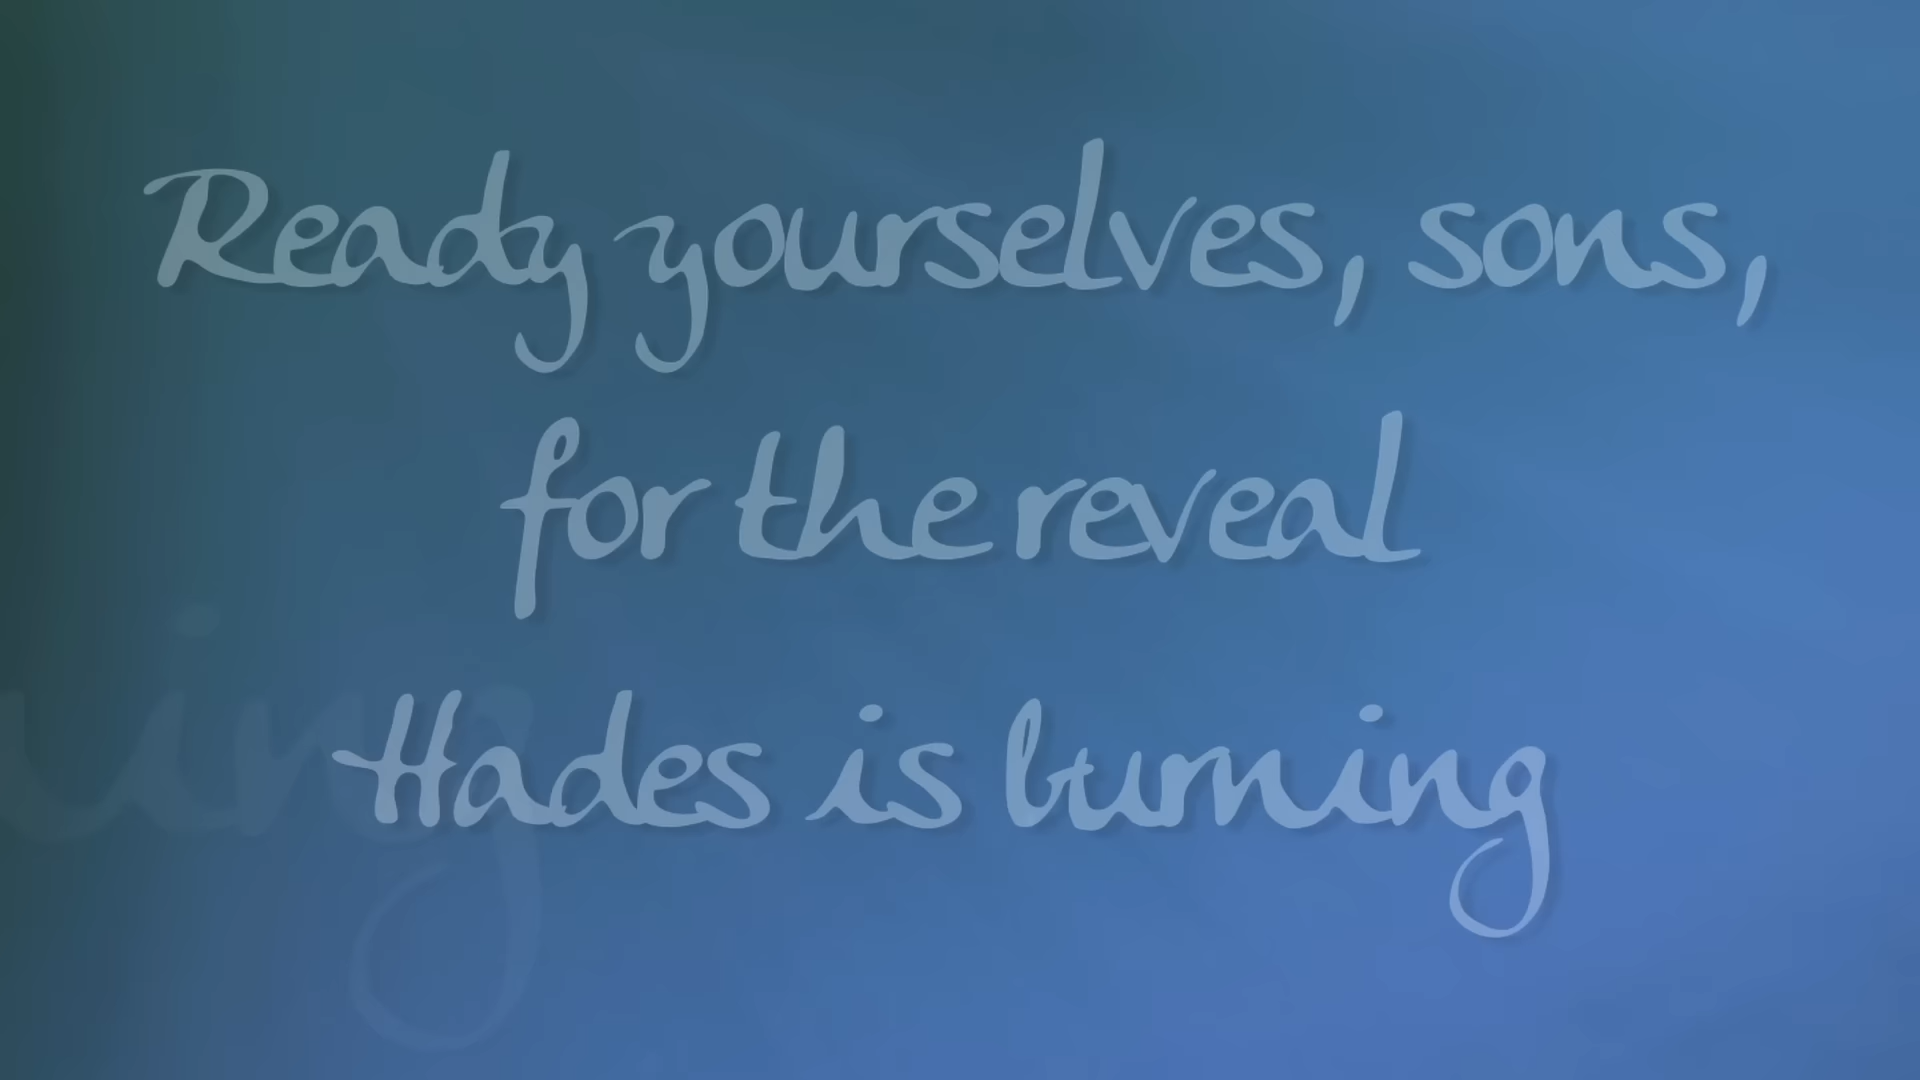 Ready yourselves, sons,
for the reveal
Hades is burning